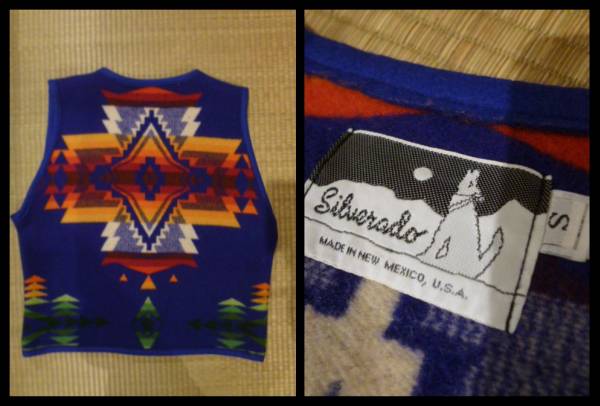 Silverado
MADE IN NEW MEXICO, U.S.A.
S